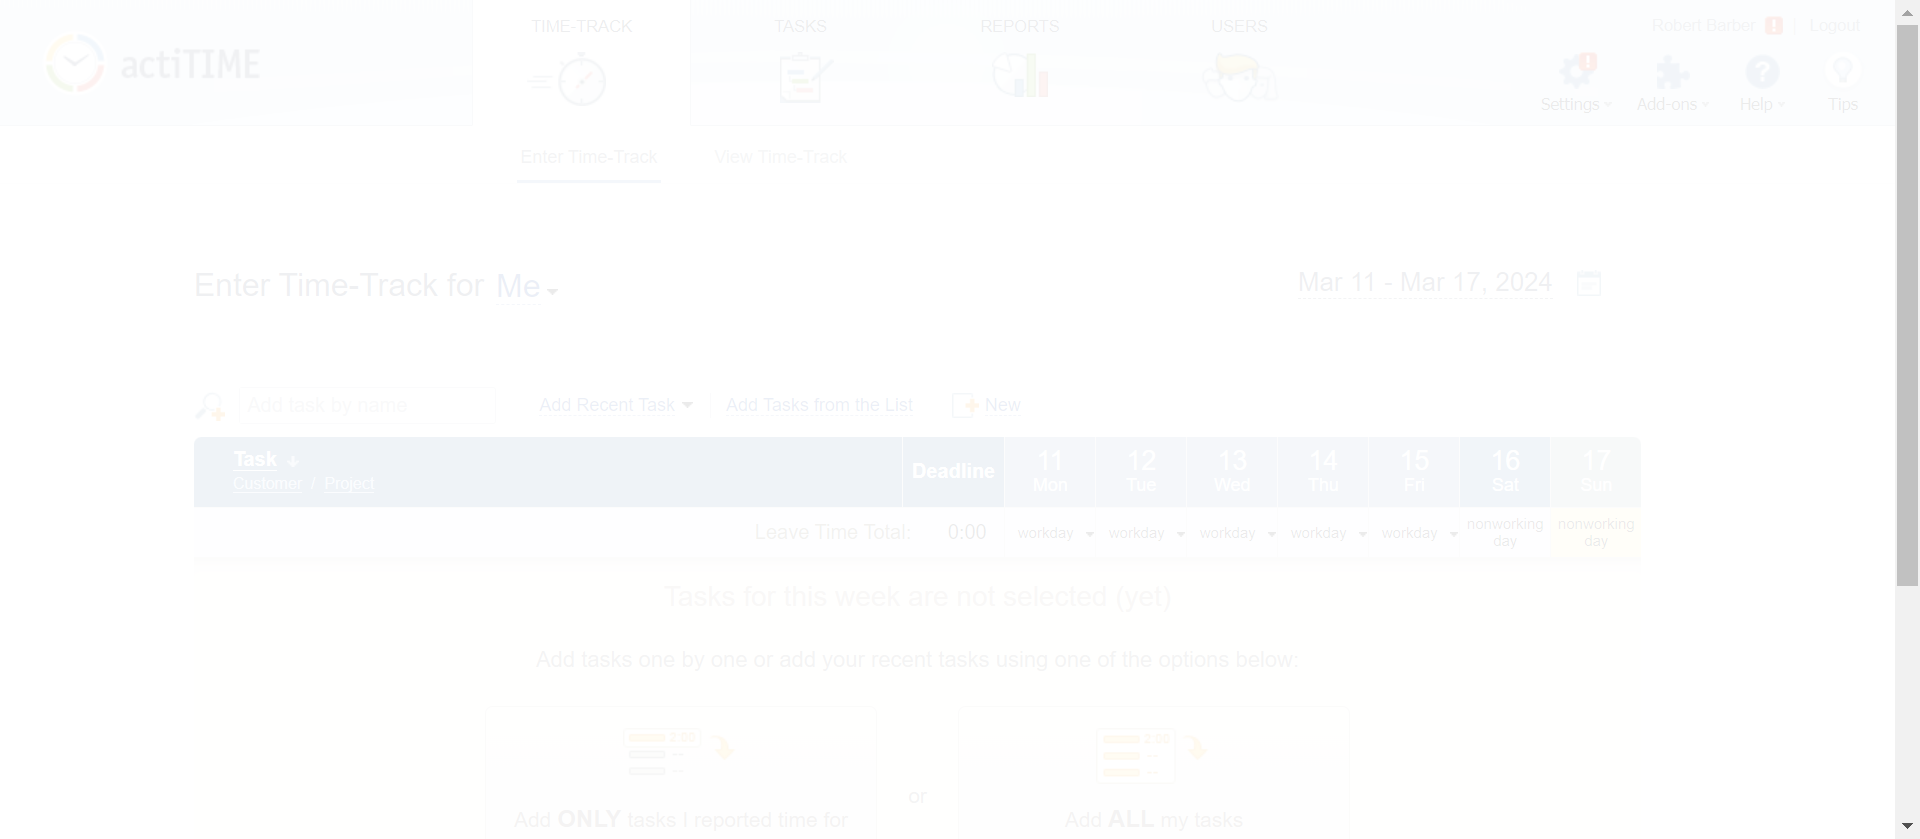 TIME-TRACK
TASKS
REPORTS
USERS
Robert Barber
Logout
actiTIME
Settings
Add-ons
Help
Tips
Enter Time-Track
View Time-Track
Enter Time-Track for Me
Mar 11 - Mar 17, 2024
Add task by name
Add Recent Task
Add Tasks from the List
New
Task
Customer / Project
Deadline
11 Mon
12 Tue
13 Wed
14 Thu
15 Fri
16 Sat
17 Sun
Leave Time Total: 0:00
workday
workday
workday
workday
workday
nonworking
day
nonworking
day
Tasks for this week are not selected (yet)
Add tasks one by one or add your recent tasks using one of the options below:
Add ONLY tasks I reported time for
or
Add ALL my tasks